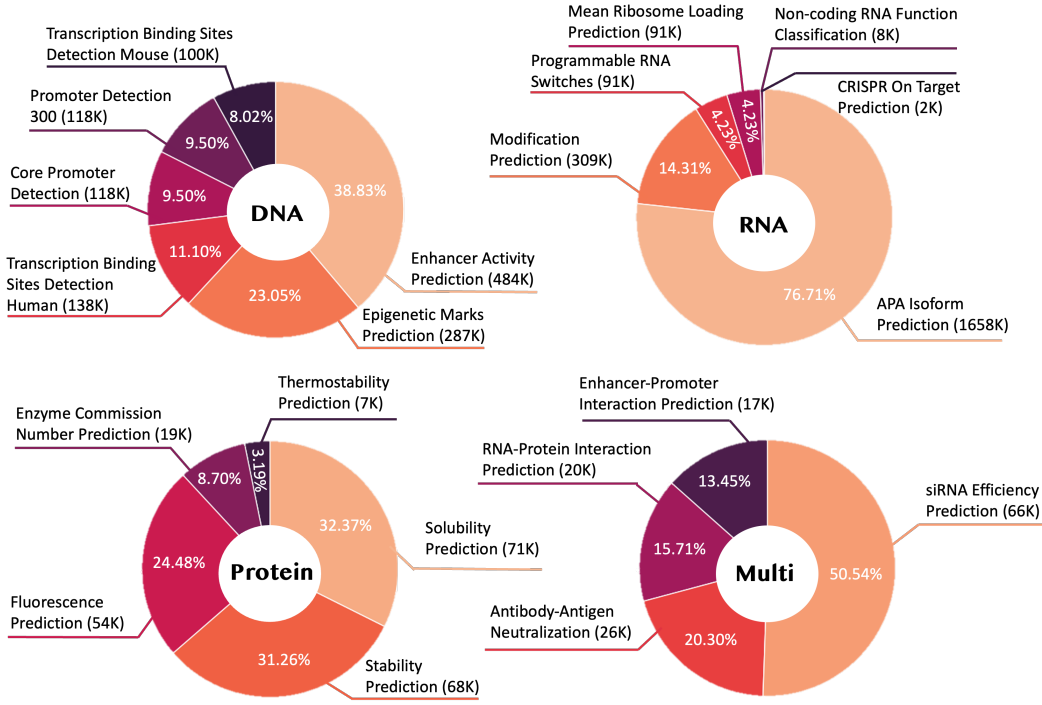 Transcription Binding Sites
Detection Mouse (100K)
Promoter Detection
300 (118K)
Core Promoter
Detection (118K)
Transcription Binding
Sites Detection
Human (138K)
8.02%
9.50%
9.50%
11.10%
23.05%
38.83%
DNA
Enhancer Activity
Prediction (484K)
Epigenetic Marks
Prediction (287K)
Mean Ribosome Loading
Prediction (91K)
Programmable RNA
Switches (91K)
Modification
Prediction (309K)
Non-coding RNA Function
Classification (8K)
CRISPR On Target
Prediction (2K)
4.23%
4.23%
14.31%
RNA
76.71%
APA Isoform
Prediction (1658K)
Thermostability
Prediction (7K)
Enzyme Commission
Number Prediction (19K)
3.19%
8.70%
32.37%
24.48%
Protein
31.26%
Solubility
Prediction (71K)
Fluorescence
Prediction (54K)
Stability
Prediction (68K)
Enhancer-Promoter
Interaction Prediction (17K)
RNA-Protein Interaction
Prediction (20K)
13.45%
15.71%
50.54%
Multi
20.30%
siRNA Efficiency
Prediction (66K)
Antibody-Antigen
Neutralization (26K)